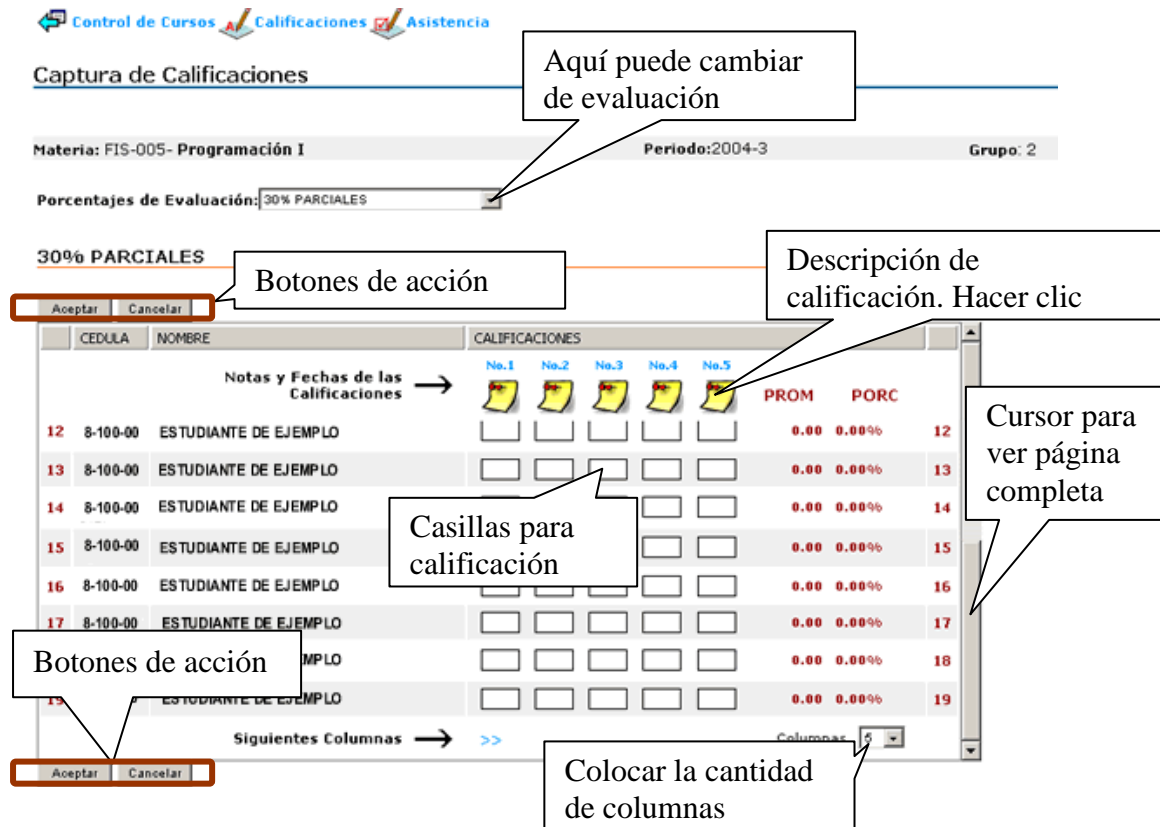 Control de Cursos Calificaciones Asistencia
Aquí puede cambiar
de evaluación
Captura de Calificaciones
Materia: FIS-005- Programación I Periodo:2004-3 Grupo: 2
Porcentajes de Evaluación: 30% PARCIALES
30% PARCIALES
Botones de acción
Descripción de
calificación. Hacer clic
Aceptar Cancelar
CEDULA NOMBRE CALIFICACIONES
No.1 No.2 No.3 No.4 No.5
Notas y Fechas de las
Calificaciones
PROM PORC
Cursor para
ver página
completa
12 8-100-00 ESTUDIANTE DE EJEMPLO 0.00 0.00% 12
13 8-100-00 ESTUDIANTE DE EJEMPLO 0.00 0.00% 13
14 8-100-00 ESTUDIANTE DE EJEMPLO 0.00 0.00% 14
Casillas para
calificación
15 8-100-00 ESTUDIANTE DE EJEMPLO 0.00 0.00% 15
16 8-100-00 ESTUDIANTE DE EJEMPLO 0.00 0.00% 16
17 8-100-00 ESTUDIANTE DE EJEMPLO 0.00 0.00% 17
Botones de acción
MPLO 0.00 0.00% 18
19 ESTUDIANTE DE EJEMPLO 0.00 0.00% 19
Siguientes Columnas >> Columnas
Aceptar Cancelar
Colocar la cantidad
de columnas